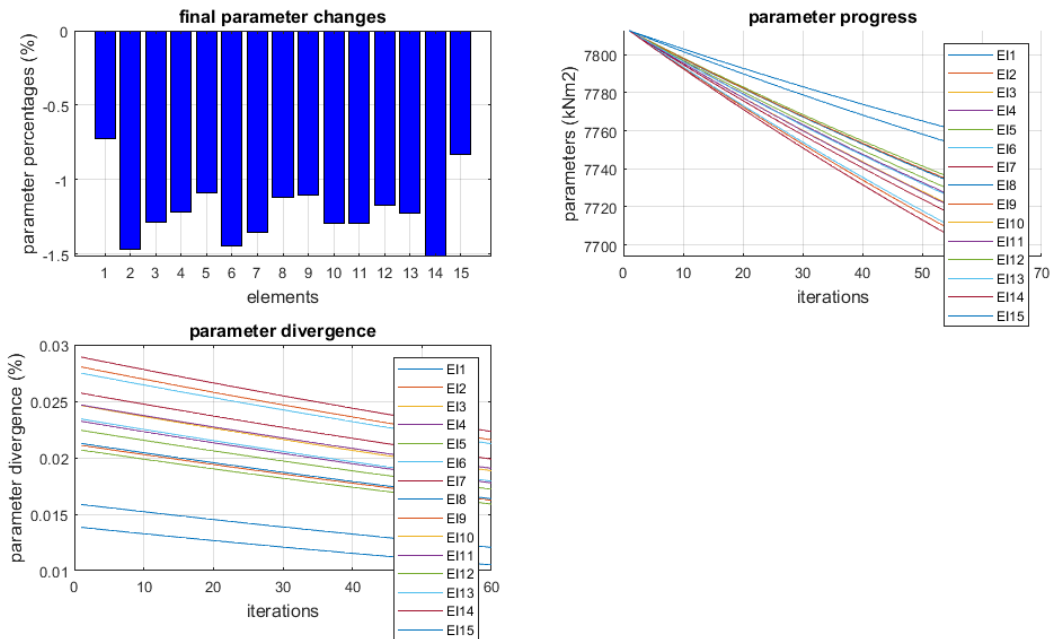 final parameter changes
parameter percentages (%)
0
-0.5
-1
-1.5
1 2 3 4 5 6 7 8 9 10 11 12 13 14 15
elements
parameter progress
parameters (kNm2)
7800
7780
7760
7740
7720
7700
0 10 20 30 40 50 70
iterations
EI1
EI2
EI3
EI4
EI5
EI6
EI7
EI8
EI9
EI10
EI11
EI12
EI13
EI14
EI15
parameter divergence
parameter divergence (%)
0.03
0.025
0.02
0.015
0.01
0 10 20 30 40 60
iterations
EI1
EI2
EI3
EI4
EI5
EI6
EI7
EI8
EI9
EI10
EI11
EI12
EI13
EI14
EI15